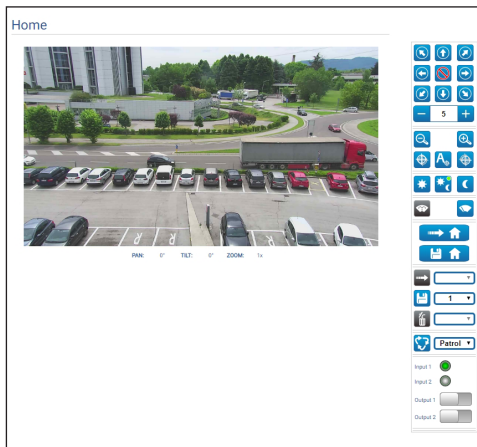 Home
5
A
PAN: 0° TILT: 0° ZOOM: 1x
1
Patrol
Input 1
Input 2
Output 1
Output 2